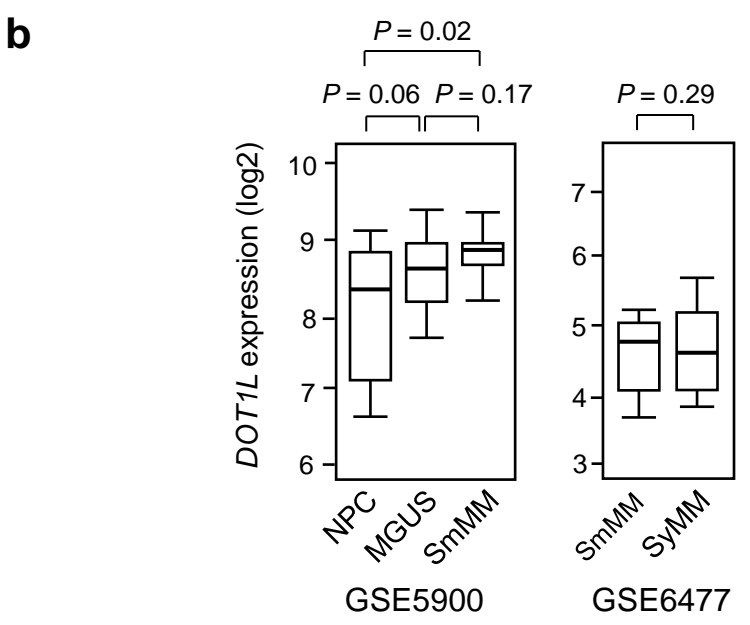 b
P = 0.02
P = 0.06 P = 0.17
P = 0.29
DOT1L expression (log2)
10
9
8
7
6
7
6
5
4
3
NPC
MGUS
SmMM
SmMM
SyMM
GSE5900
GSE6477